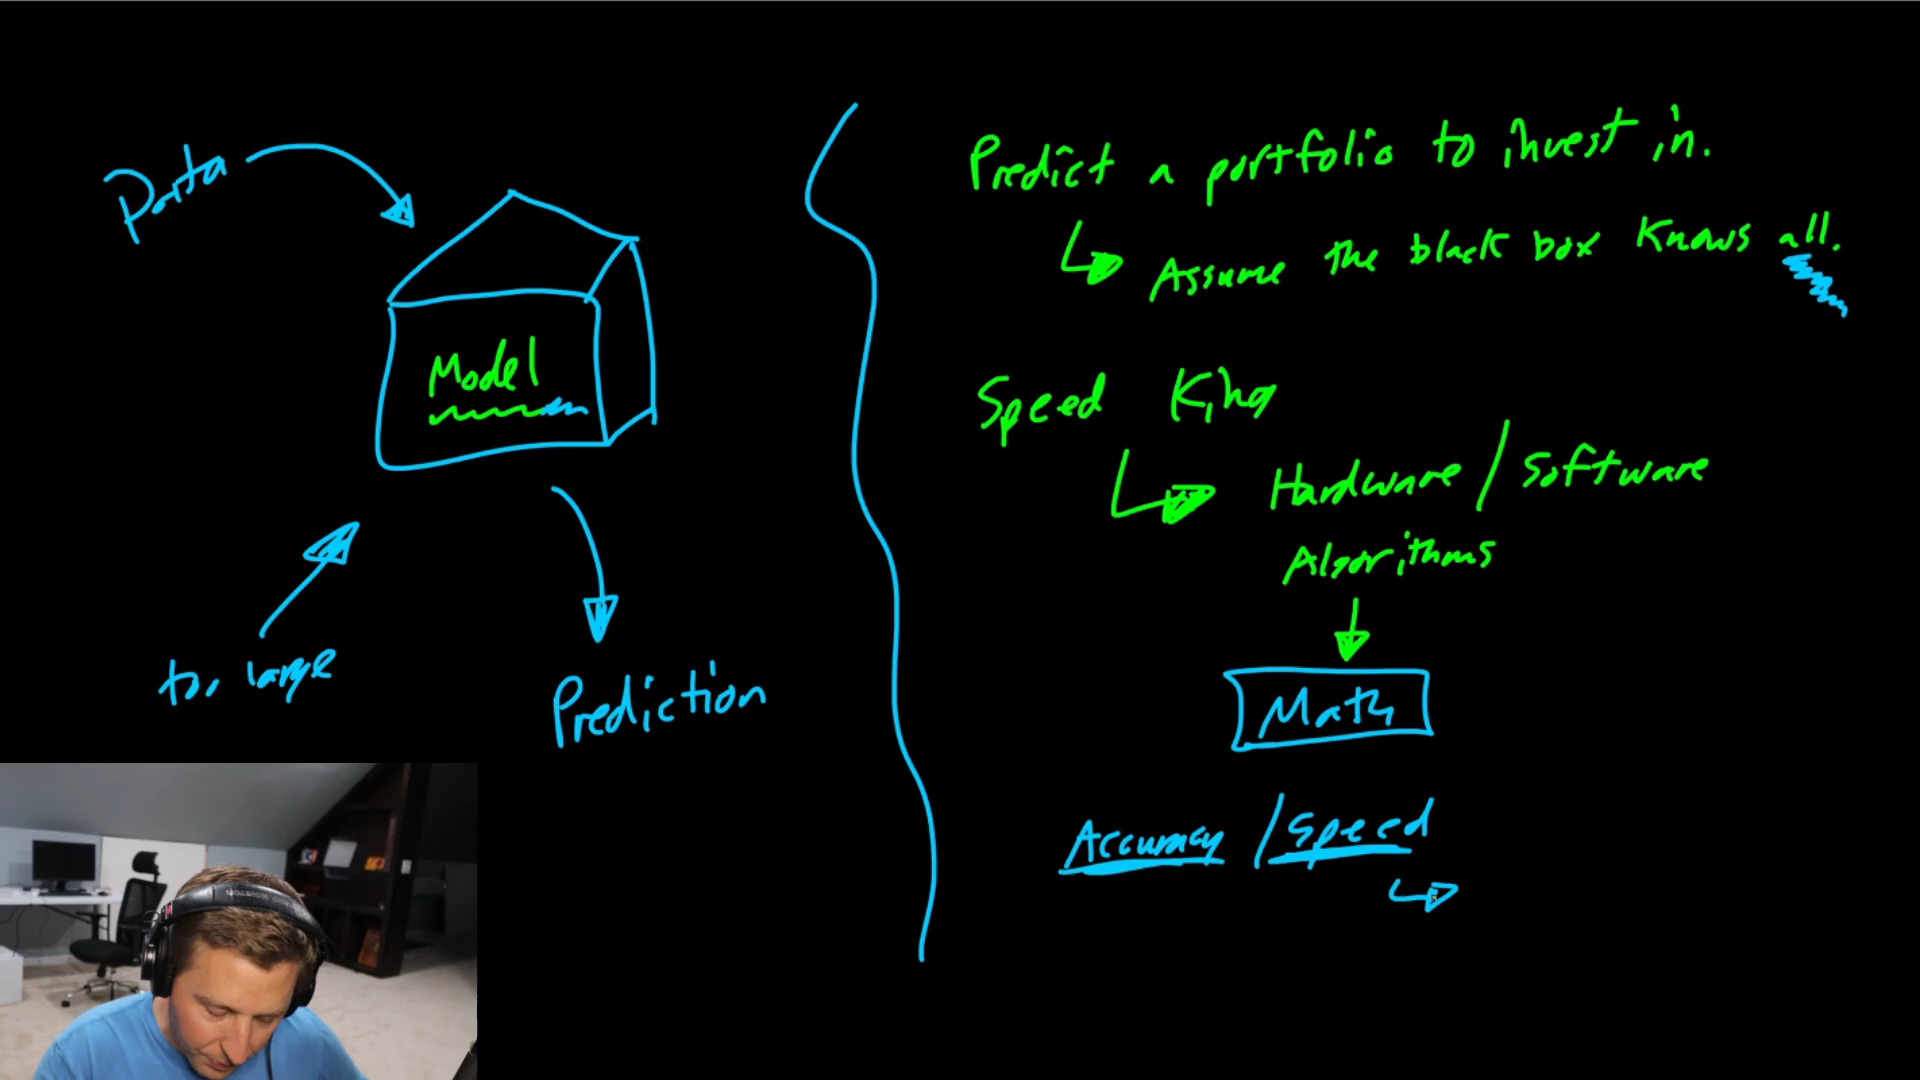 Data
Model
to. large
Prediction
Predict a portfolio to invest in.
Assume the black box knows all.
Speed King
Hardware / Software
Algorithms
Math
Accuracy / Speed